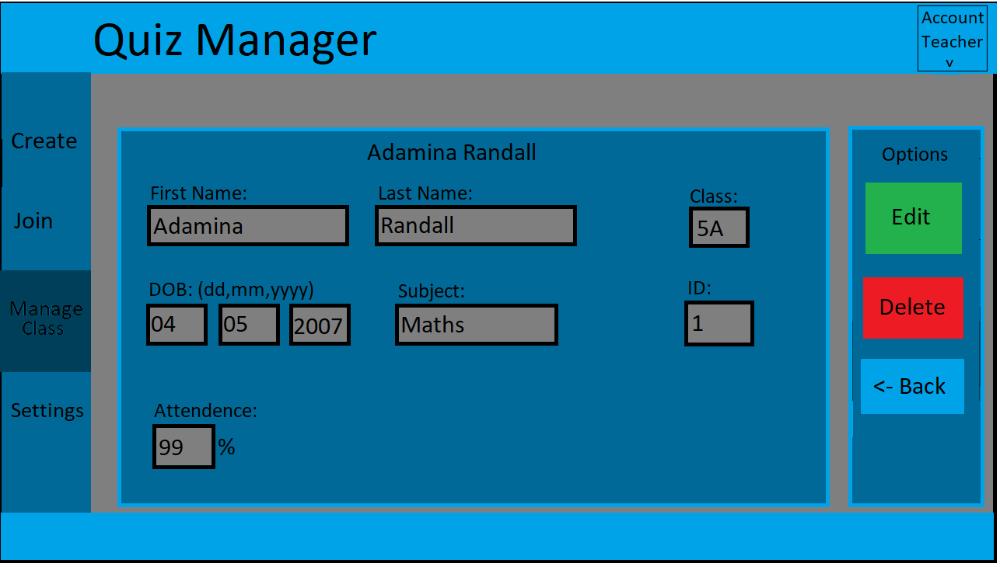 Quiz Manager
Account
Teacher
v
Create
Join
Manage
Class
Settings
Adamina Randall
First Name:
Last Name:
Class:
Adamina
Randall
5A
DOB: (dd,mm,yyyy)
Subject:
ID:
04
05
2007
Maths
1
Attendence:
99
%
Options
Edit
Delete
<- Back